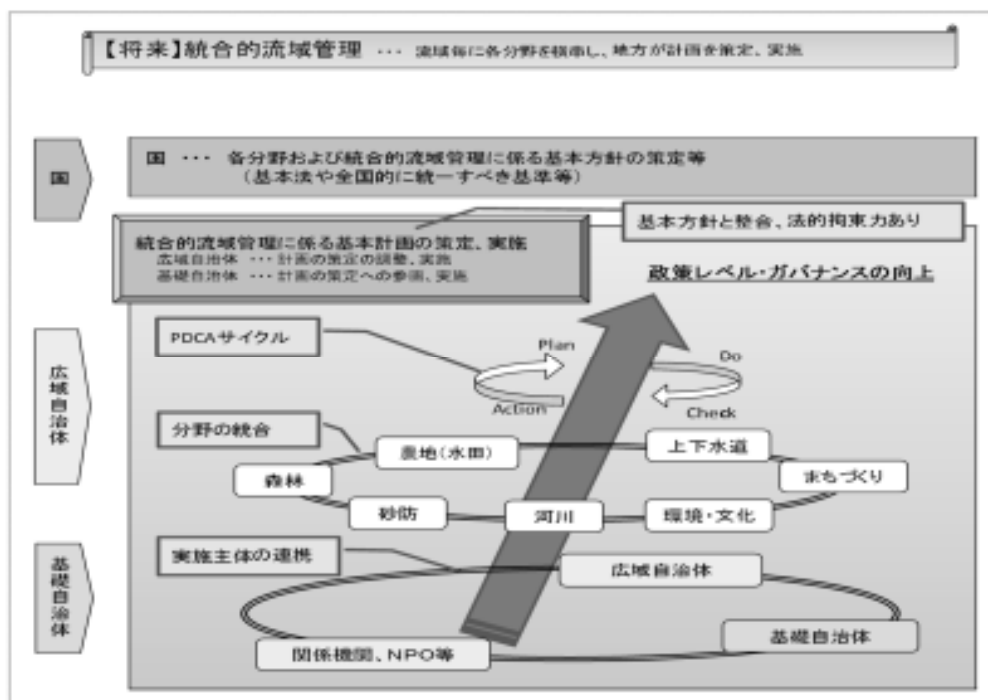 【将来】統合的流域管理 ･･･ 流域毎に各分野を横串し、地方が計画を策定、実施
国
国 ･･･ 各分野および統合的流域管理に係る基本方針の策定等
（基本法や全国的に統一すべき基準等）
基本方針と整合、法的拘束力あり
統合的流域管理に係る基本計画の策定、実施
広域自治体 ･･･ 計画の策定の調整、実施
基礎自治体 ･･･ 計画の策定への参画、実施
政策レベル・ガバナンスの向上
広域自治体
PDCAサイクル
Plan
Do
Action
Check
分野の統合
農地（水田）
上下水道
森林
まちづくり
砂防
河川
環境・文化
基礎自治体
実施主体の連携
広域自治体
基礎自治体
関係機関、NPO等